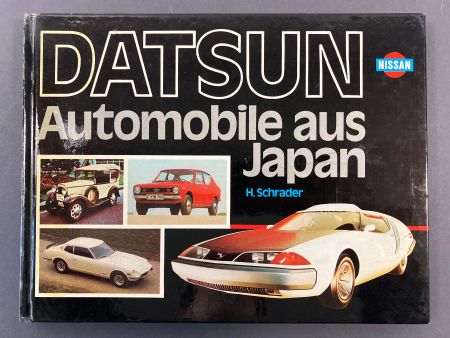 DATSUN
NISSAN
Automobile aus
Japan
H. Schrader